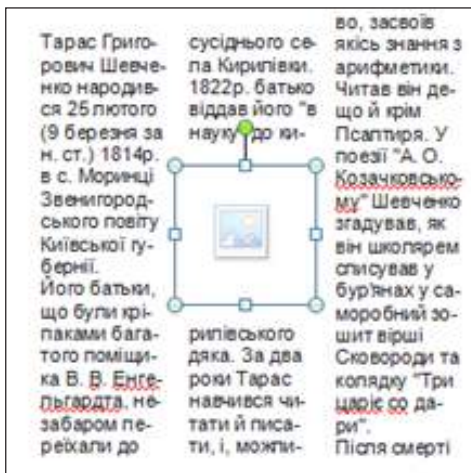 Тарас Григо-
рович Шевче-
нко народив-
ся 25 лютого
(9 березня за
н. ст.) 1814р.
в с. Моринці
Звенигород-
ського повіту
Київської гу-
бернії.
Його батьки,
що були крі-
паками бага-
того поміщи-
ка В. В. Енге-
льгардта, не-
забаром пе-
реїхали до
сусіднього се-
ла Кирилівки.
1822р. батько
віддав його "в
науку" до ки-
рилівського
дяка. За два
роки Тарас
навчився чи-
тати й писа-
ти, і, можли-
во, засвоїв
якісь знання з
арифметики.
Читав він де-
що й крім
Псалтиря. У
поезії "А. О.
Козачковсько-
му" Шевченко
згадував, як
він школярем
списував у
бур'янах у са-
моробний зо-
шит вірші
Сковороди та
колядку "Три
царіє со да-
ри".
Після смерті